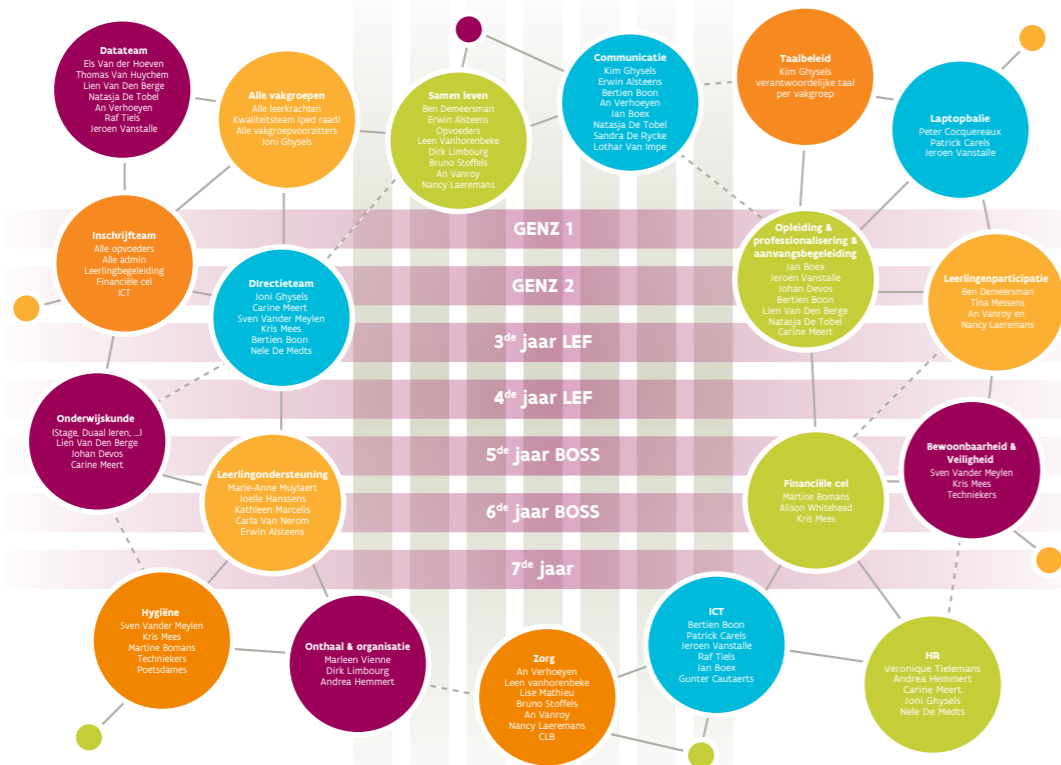 Datateam
Els Van der Hoeven
Thomas Van Huychem
Lien Van Den Berge
Natasja De Tobel
An Verhoeyen
Raf Tiels
Jeroen Vanstalle
Alle vakgroepen
Alle leerkrachten
Kwaliteitsteam (ped raad)
Alle vakgroepvoorzitters
Joni Ghysels
Samen leven
Ben Demeersman
Erwin Alsteens
Opvoeders
Leen Vanhorenbeke
Dirk Limbourg
Bruno Stoffels
An Vanroy
Nancy Laeremans
Communicatie
Kim Ghysels
Erwin Alsteens
Bertien Boon
An Verhoeyen
Jan Boex
Natasja De Tobel
Sandra De Rycke
Lothar Van Impe
Taalbeleid
Kim Ghysels
verantwoordelijke taal
per vakgroep
Laptopbalie
Peter Cocquereaux
Patrick Carels
Jeroen Vanstalle
Inschrijfteam
Alle opvoeders
Alle admin
Leerlingbegeleiding
Financiële cel
ICT
DIrectieteam
Joni Ghysels
Carine Meert
Sven Vander Meylen
Kris Mees
Bertien Boon
Nele De Medts
GENZ 1
GENZ 2
3de jaar LEF
4de jaar LEF
5de jaar BOSS
6de jaar BOSS
7de jaar
Opleiding &
professionalisering &
aanvangsbegeleiding
Jan Boex
Jeroen Vanstalle
Johan Devos
Bertien Boon
Lien Van Den Berge
Natasja De Tobel
Carine Meert
Leerlingenparticipatie
Ben Demeersman
Tina Messens
An Vanroy en
Nancy Laeremans
Onderwijskunde
(Stage, Duaal leren, ...)
Lien Van Den Berge
Johan Devos
Carine Meert
Leerlingondersteuning
Marie-Anne Muylaert
Joelle Hanssens
Kathleen Marcelis
Carla Van Nerom
Erwin Alsteens
Financiële cel
Martine Bomans
Alison Whitehead
Kris Mees
Bewoonbaarheid &
Veiligheid
Sven Vander Meylen
Kris Mees
Techniekers
Hygiëne
Sven Vander Meylen
Kris Mees
Martine Bomans
Techniekers
Poetsdames
Onthaal & organisatie
Marleen Vienne
Dirk Limbourg
Andrea Hemmert
Zorg
An Verhoeyen
Leen vanhorenbeke
Lise Mathieu
Bruno Stoffels
An Vanroy
Nancy Laeremans
CLB
ICT
Bertien Boon
Patrick Carels
Jeroen Vanstalle
Raf Tiels
Jan Boex
Gunter Cautaerts
HR
Veronique Tielemans
Andrea Hemmert
Carine Meert
Joni Ghysels
Nele De Medts